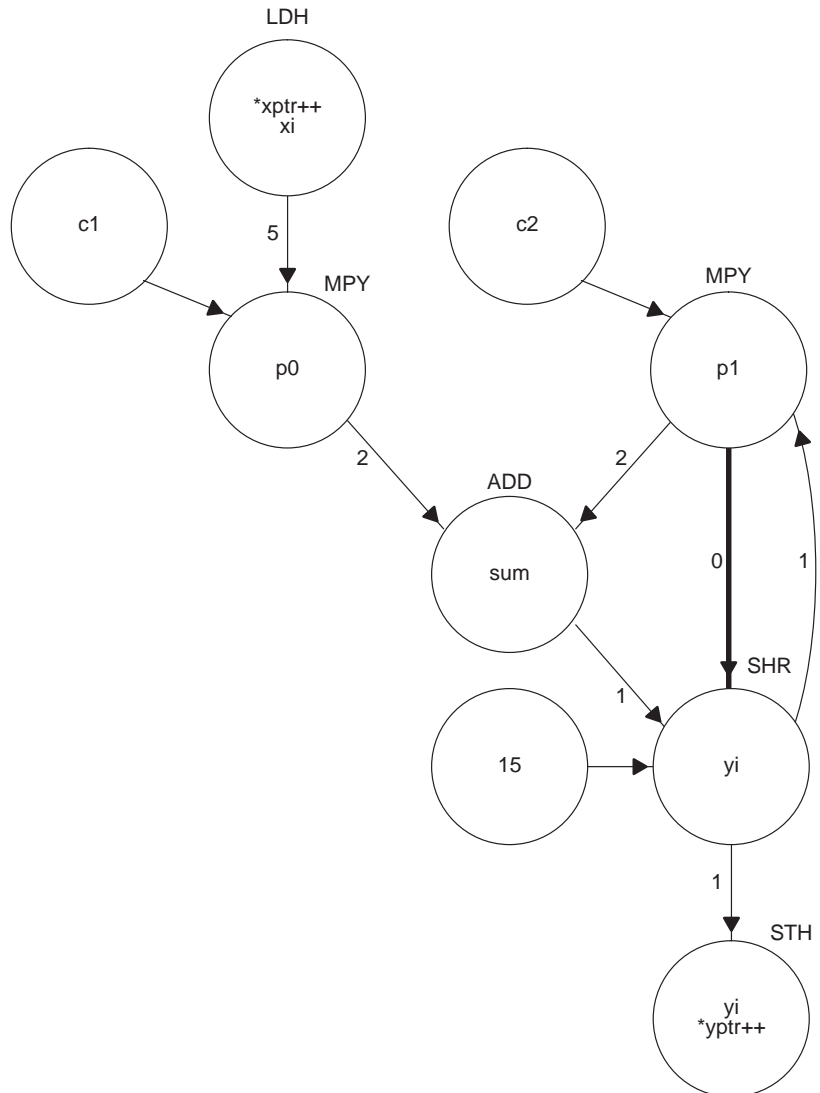 LDH
*xptr++
xi
c1
c2
5
MPY
MPY
p0
p1
2
2
ADD
0
1
sum
SHR
1
15
yi
1
STH
yi
*yptr++